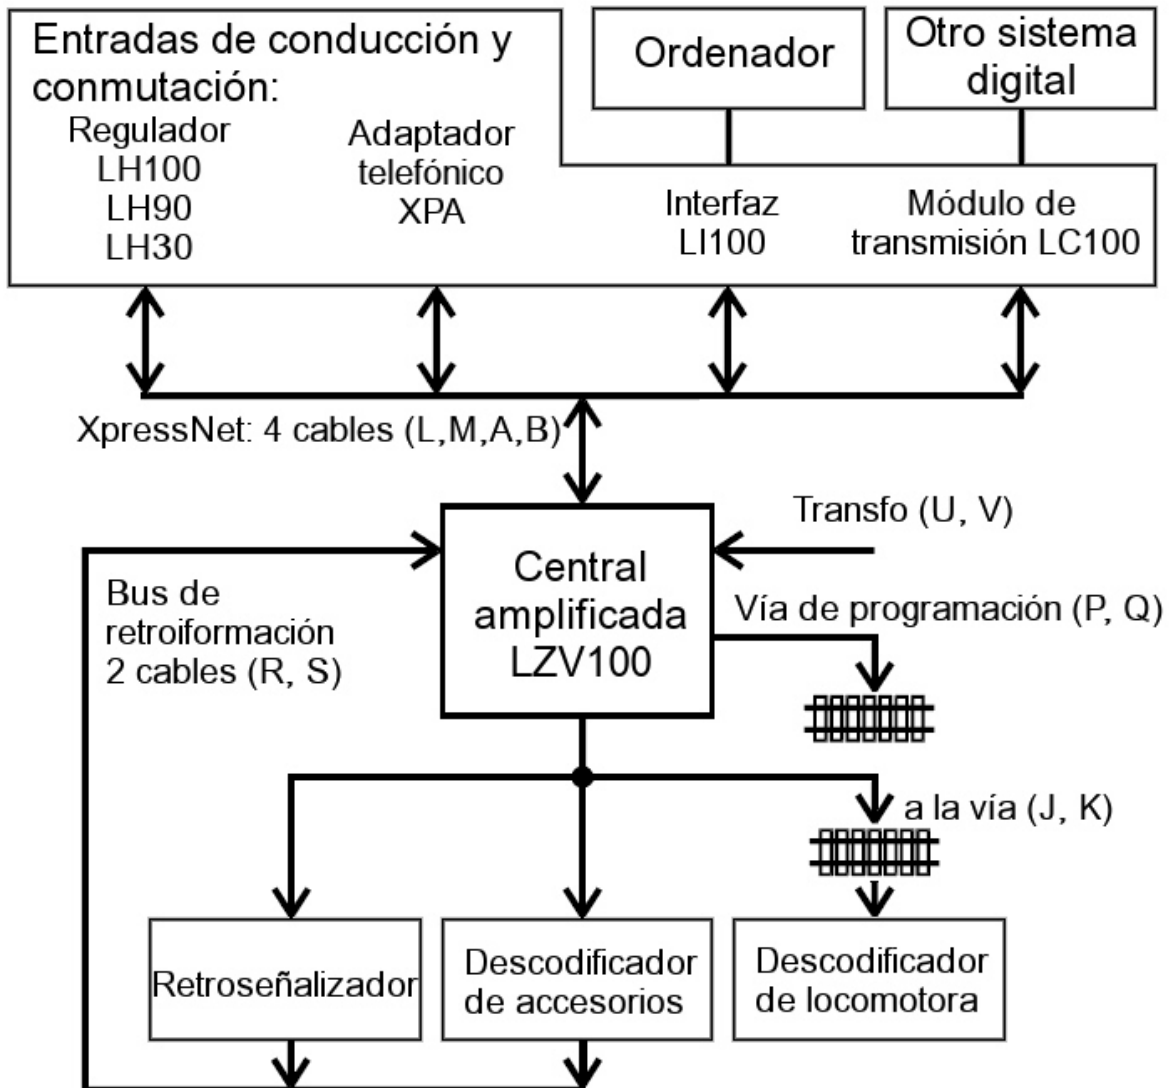 Entradas de conducción y
conmutación:
Regulador
LH100
LH90
LH30
Adaptador
telefónico
XPA
Ordenador
Otro sistema
digital
Interfaz
LI100
Módulo de
transmisión LC100
XpressNet: 4 cables (L,M,A,B)
Transfo (U, V)
Central
amplificada
LZV100
Bus de
retroiformación
2 cables (R, S)
Vía de programación (P, Q)
a la vía (J, K)
Retroseñalizador
Descodificador
de accesorios
Descodificador
de locomotora